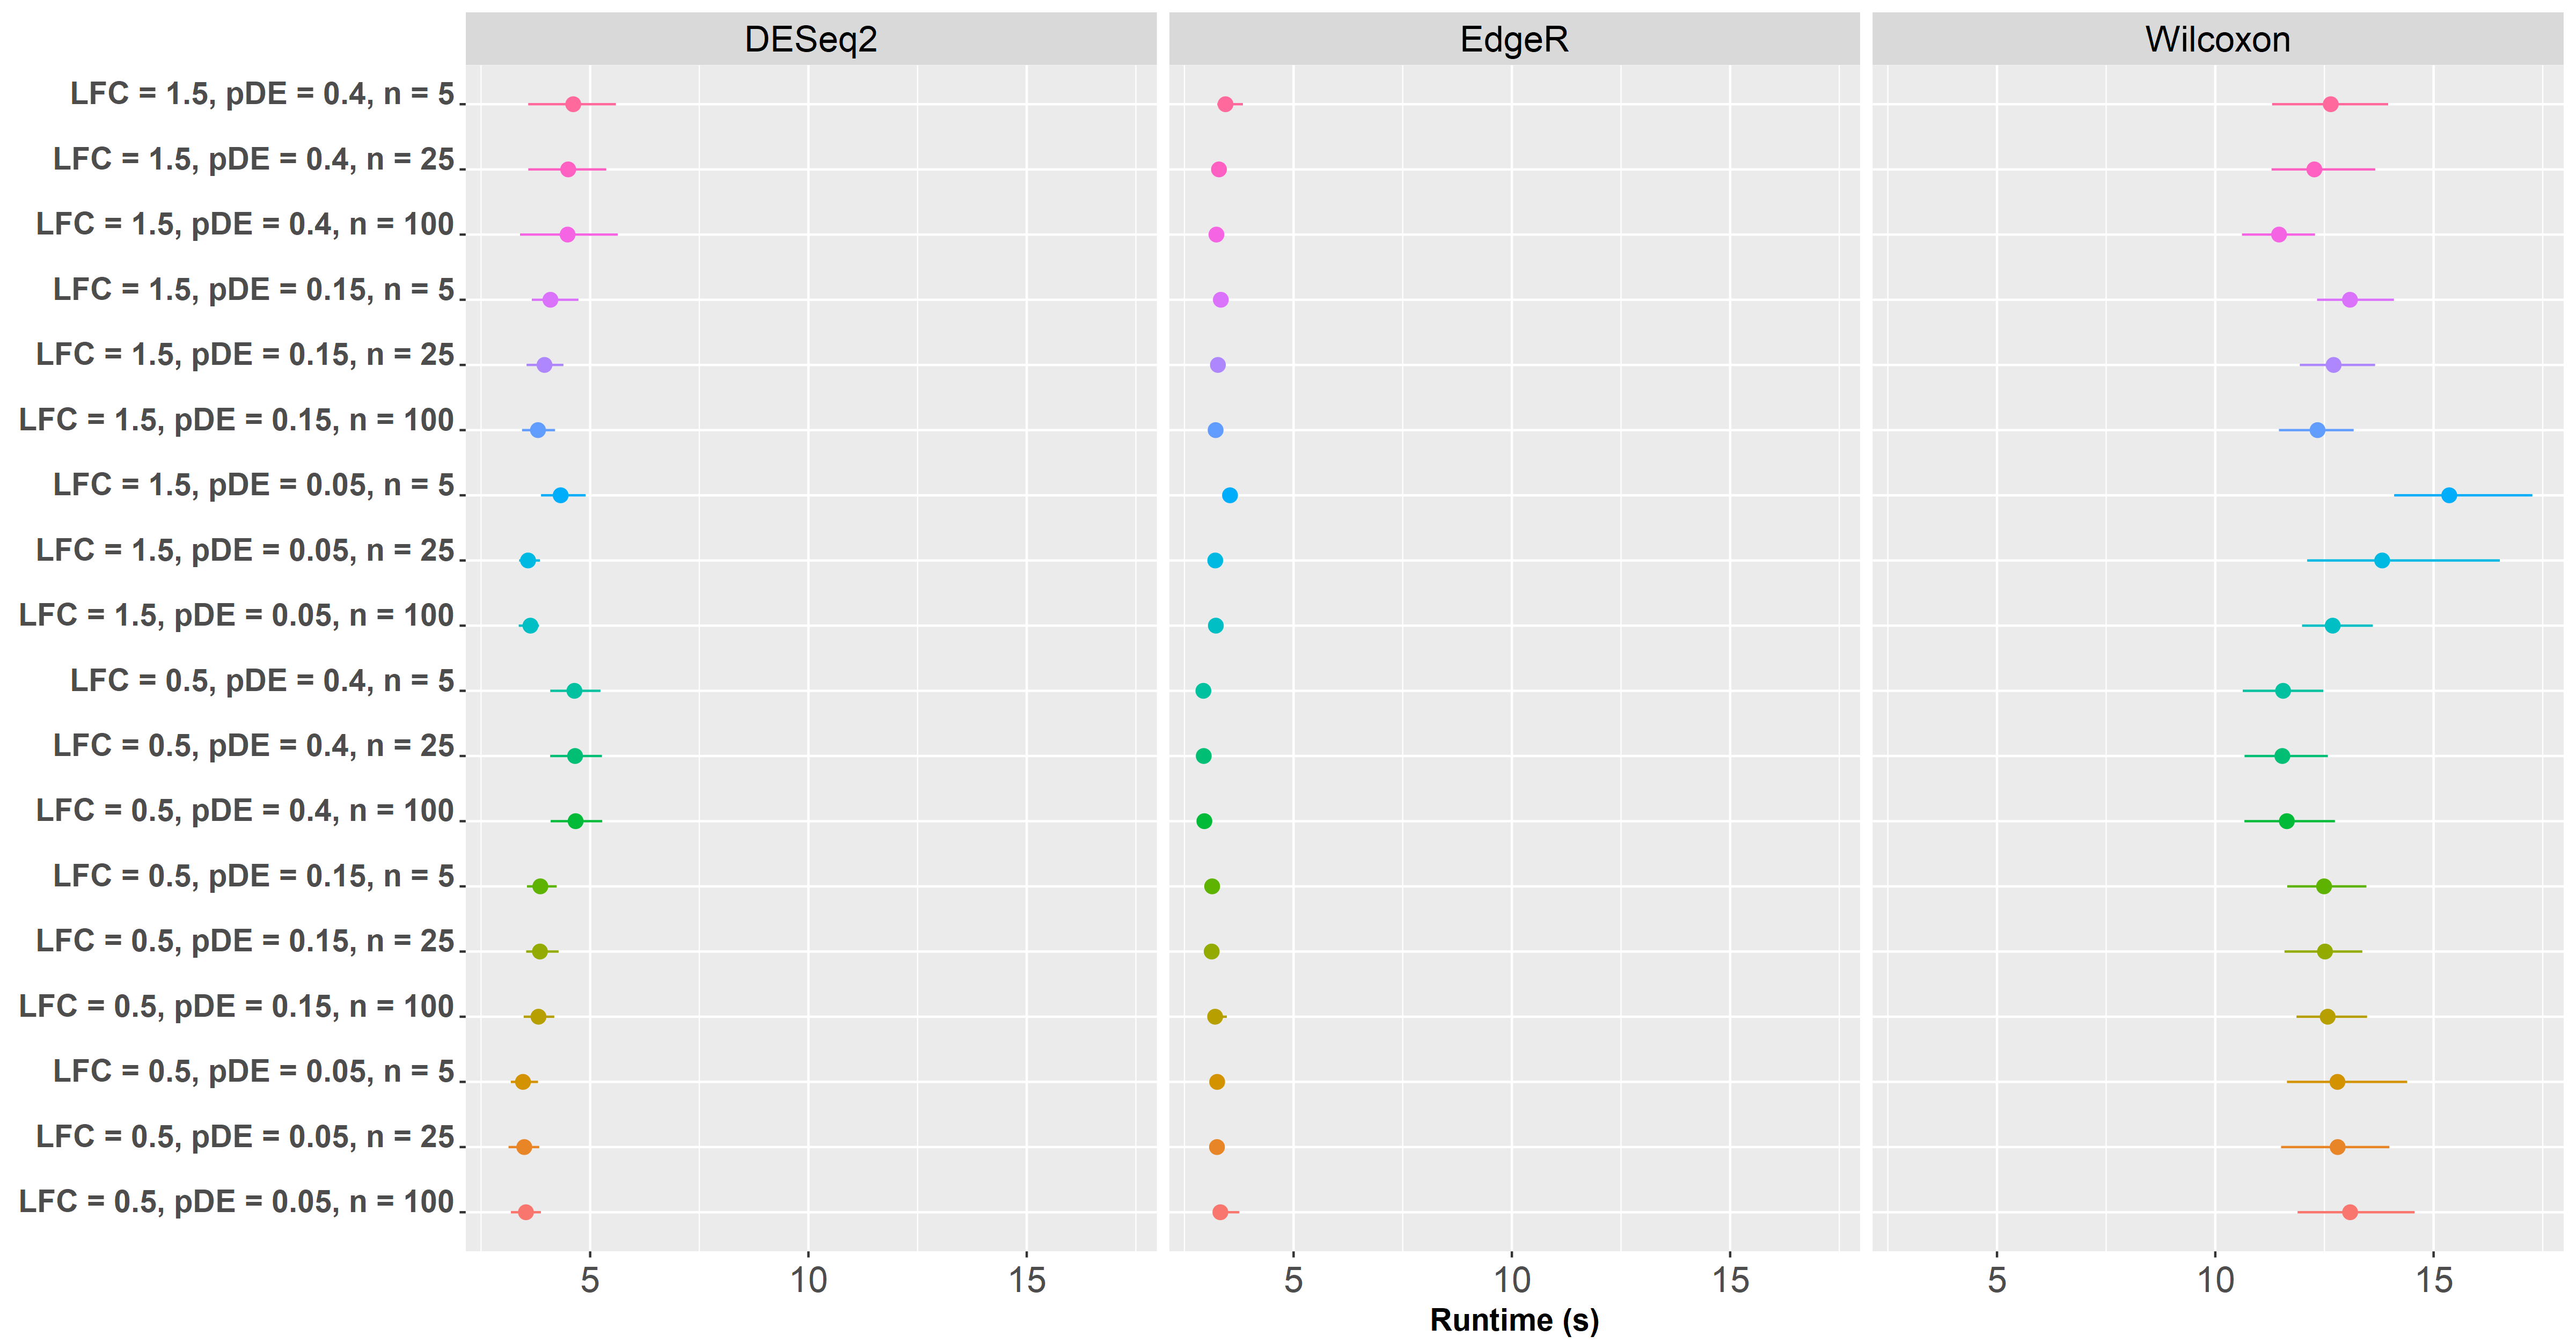 DESeq2 EdgeR Wilcoxon
LFC = 1.5, pDE = 0.4, n = 5
LFC = 1.5, pDE = 0.4, n = 25
LFC = 1.5, pDE = 0.4, n = 100
LFC = 1.5, pDE = 0.15, n = 5
LFC = 1.5, pDE = 0.15, n = 25
LFC = 1.5, pDE = 0.15, n = 100
LFC = 1.5, pDE = 0.05, n = 5
LFC = 1.5, pDE = 0.05, n = 25
LFC = 1.5, pDE = 0.05, n = 100
LFC = 0.5, pDE = 0.4, n = 5
LFC = 0.5, pDE = 0.4, n = 25
LFC = 0.5, pDE = 0.4, n = 100
LFC = 0.5, pDE = 0.15, n = 5
LFC = 0.5, pDE = 0.15, n = 25
LFC = 0.5, pDE = 0.15, n = 100
LFC = 0.5, pDE = 0.05, n = 5
LFC = 0.5, pDE = 0.05, n = 25
LFC = 0.5, pDE = 0.05, n = 100
5 10 15 5 10 15 5 10 15
Runtime (s)